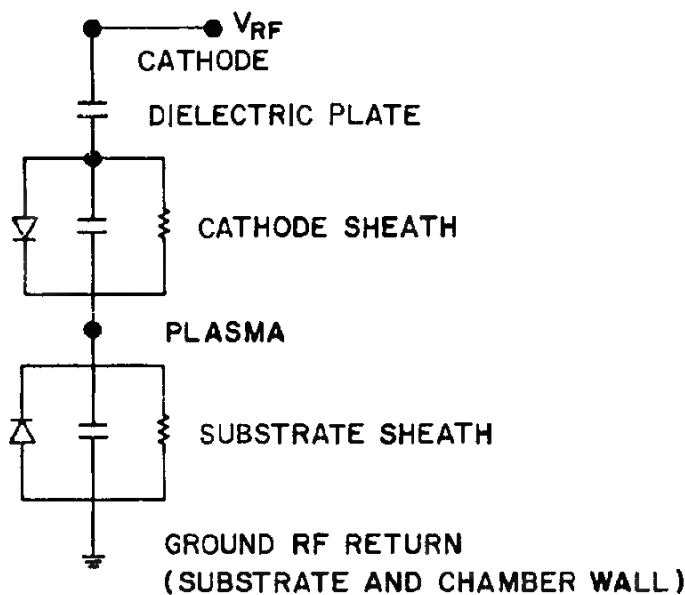 V_RF
CATHODE
DIELECTRIC PLATE
CATHODE SHEATH
PLASMA
SUBSTRATE SHEATH
GROUND RF RETURN
(SUBSTRATE AND CHAMBER WALL)